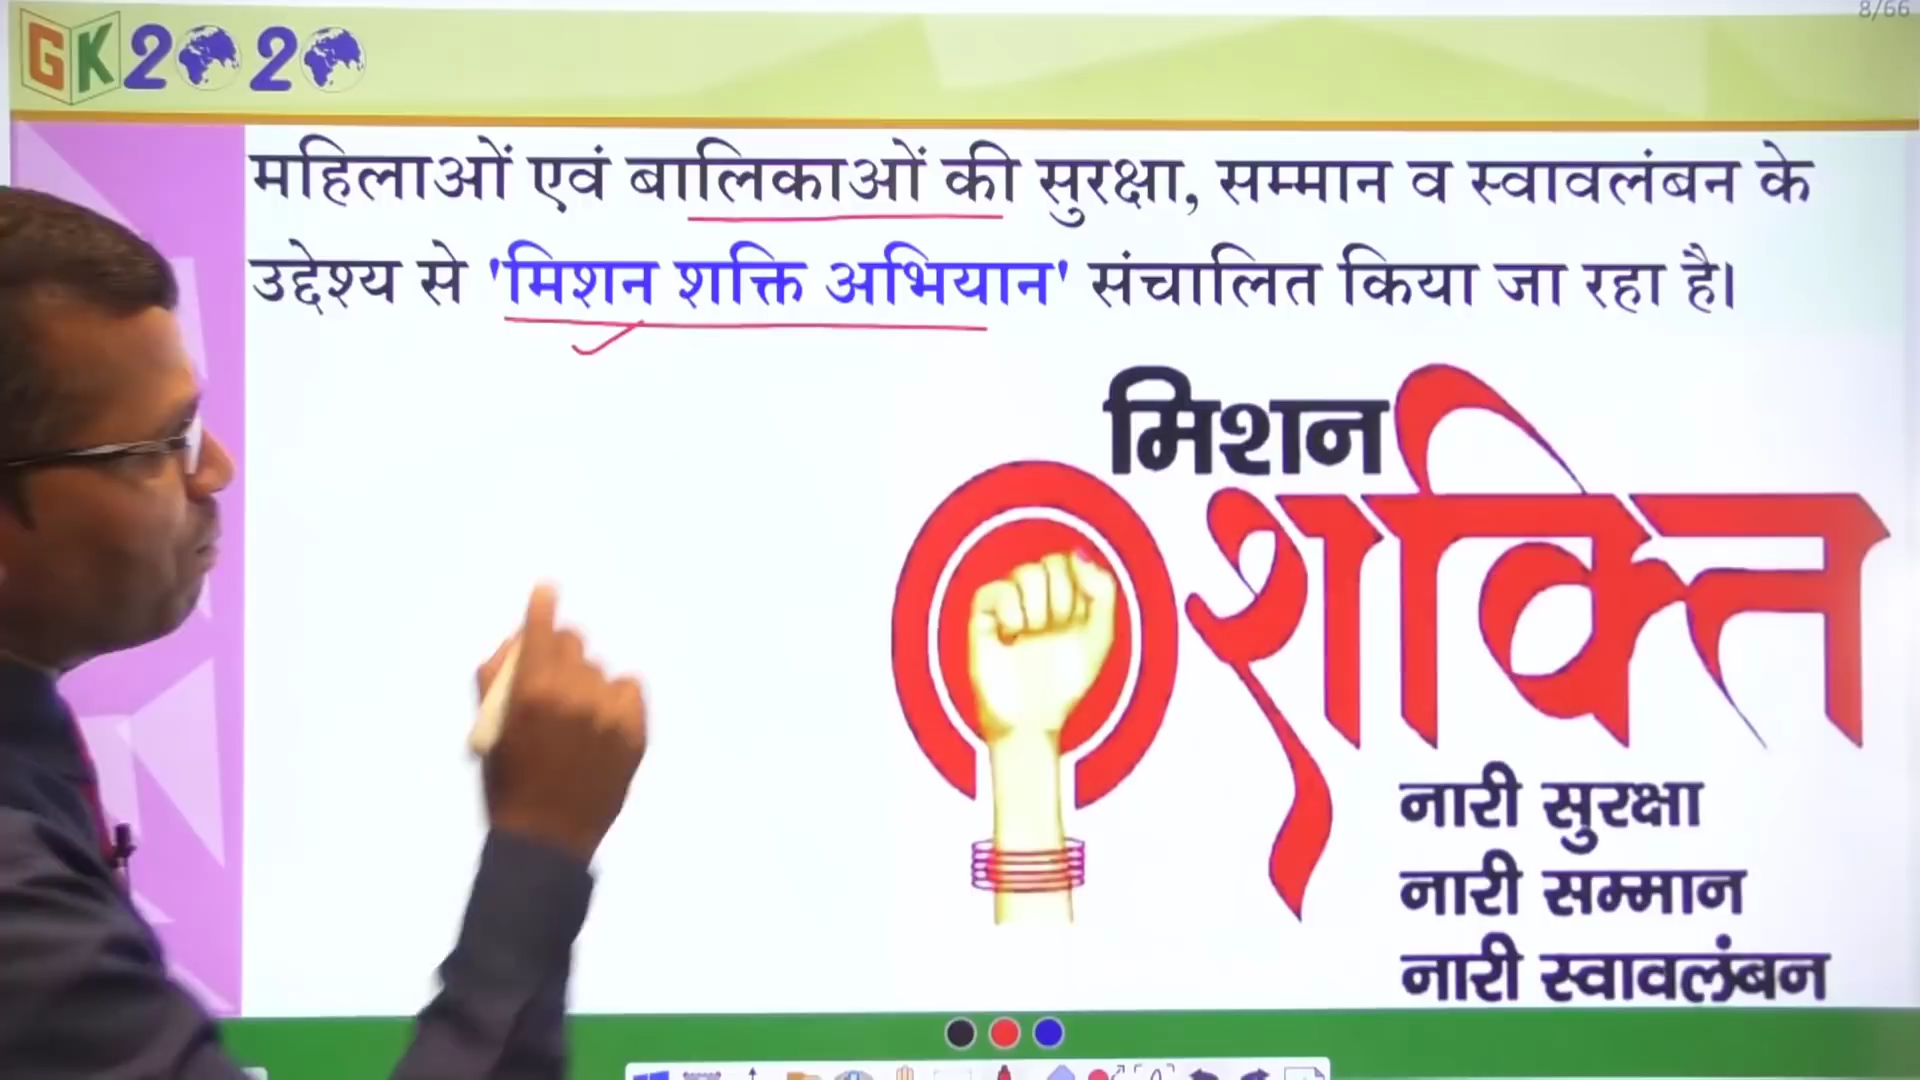 8/66
GK2020
महिलाओं एवं बालिकाओं की सुरक्षा, सम्मान व स्वावलंबन के
उद्देश्य से 'मिशन शक्ति अभियान' संचालित किया जा रहा है।
मिशन
शक्ति
नारी सुरक्षा
नारी सम्मान
नारी स्वावलंबन